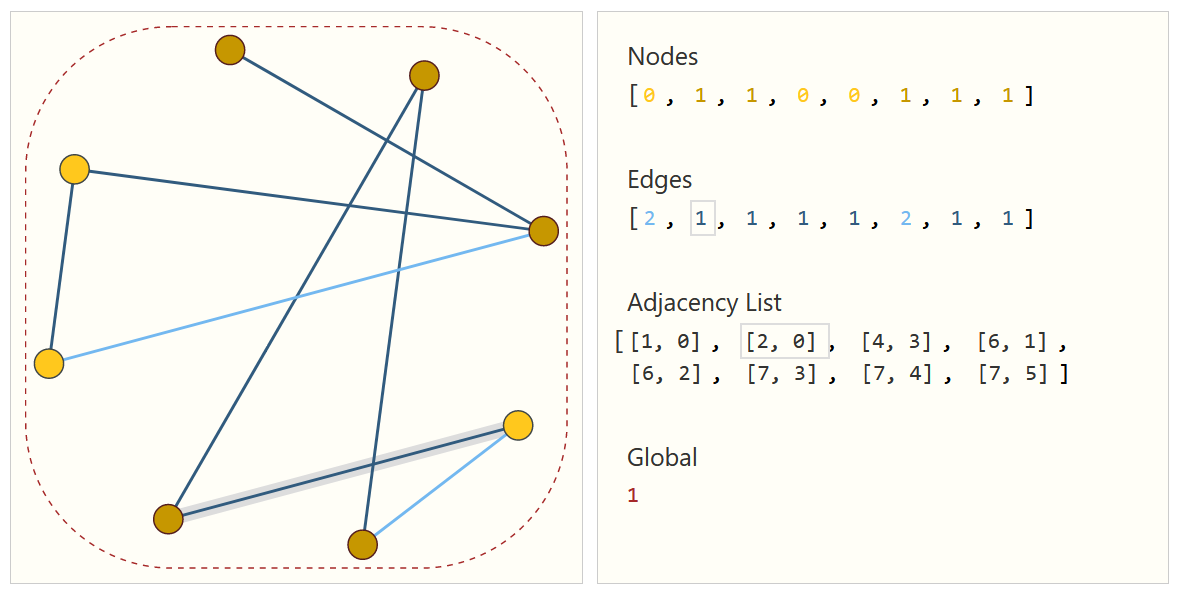 Nodes
[0 , 1 , 1 , 0 , 0 , 1 , 1 , 1 ]
Edges
[2 , 1 , 1 , 1 , 1 , 2 , 1 , 1 ]
Adjacency List
[[1, 0] , [2, 0] , [4, 3] , [6, 1] ,
[6, 2] , [7, 3] , [7, 4] , [7, 5] ]
Global
1